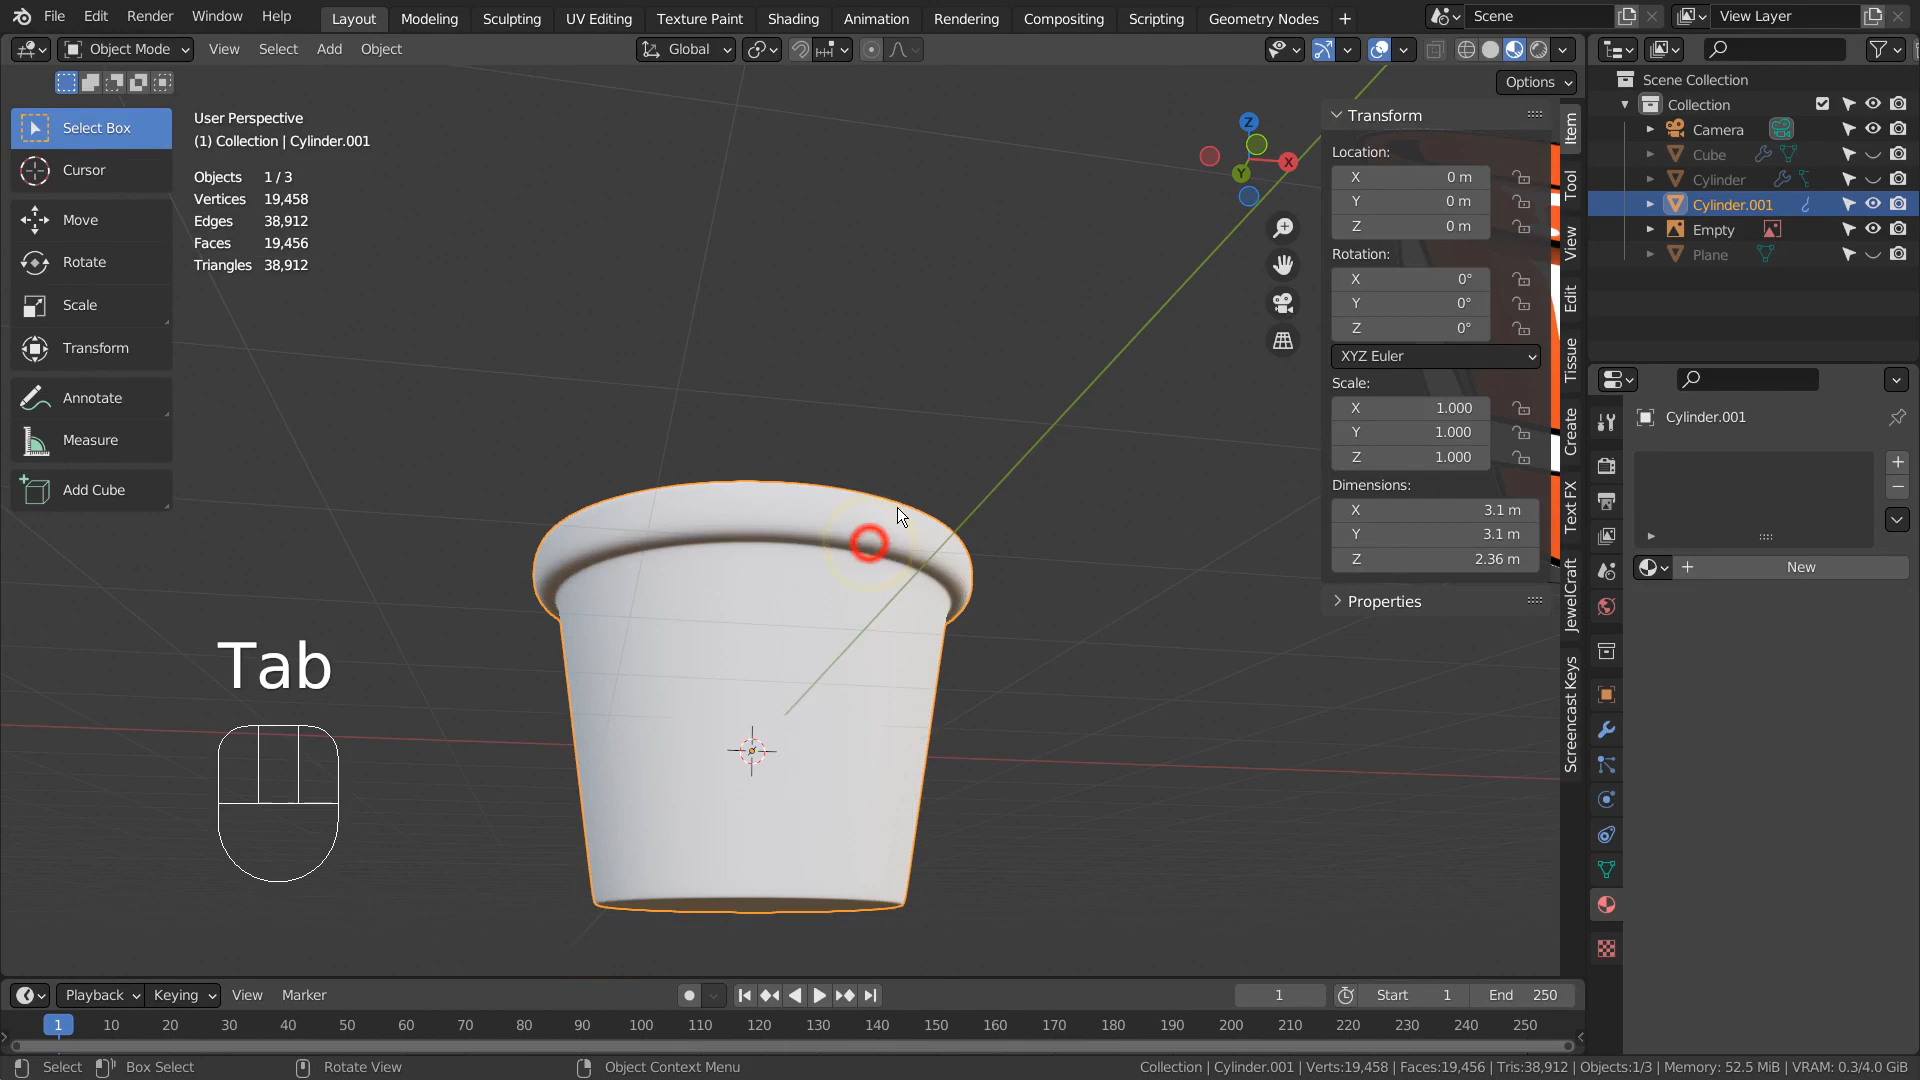 File Edit Render Window Help Layout Modeling Sculpting UV Editing Texture Paint Shading Animation Rendering Compositing Scripting Geometry Nodes + Scene View Layer
Object Mode View Select Add Object Global
Options
Select Box
Cursor
Move
Rotate
Scale
Transform
Annotate
Measure
Add Cube
User Perspective
(1) Collection | Cylinder.001
Objects 1 / 3
Vertices 19,458
Edges 38,912
Faces 19,456
Triangles 38,912
Z
X
Y
Tab
Transform
Location:
X 0 m
Y 0 m
Z 0 m
Rotation:
X 0°
Y 0°
Z 0°
XYZ Euler
Scale:
X 1.000
Y 1.000
Z 1.000
Dimensions:
X 3.1 m
Y 3.1 m
Z 2.36 m
Properties
Item
Tool
View
Edit
Tissue
Create
Text FX
JewelCraft
Screencast Keys
Scene Collection
Collection
Camera
Cube
Cylinder
Cylinder.001
Empty
Plane
Cylinder.001
New
Playback Keying View Marker 1 Start 1 End 250
1 10 20 30 40 50 60 70 80 90 100 110 120 130 140 150 160 170 180 190 200 210 220 230 240 250
Select Box Select Rotate View Object Context Menu Collection | Cylinder.001 | Verts:19,458 | Faces:19,456 | Tris:38,912 | Objects:1/3 | Memory: 52.5 MiB | VRAM: 0.3/4.0 GiB